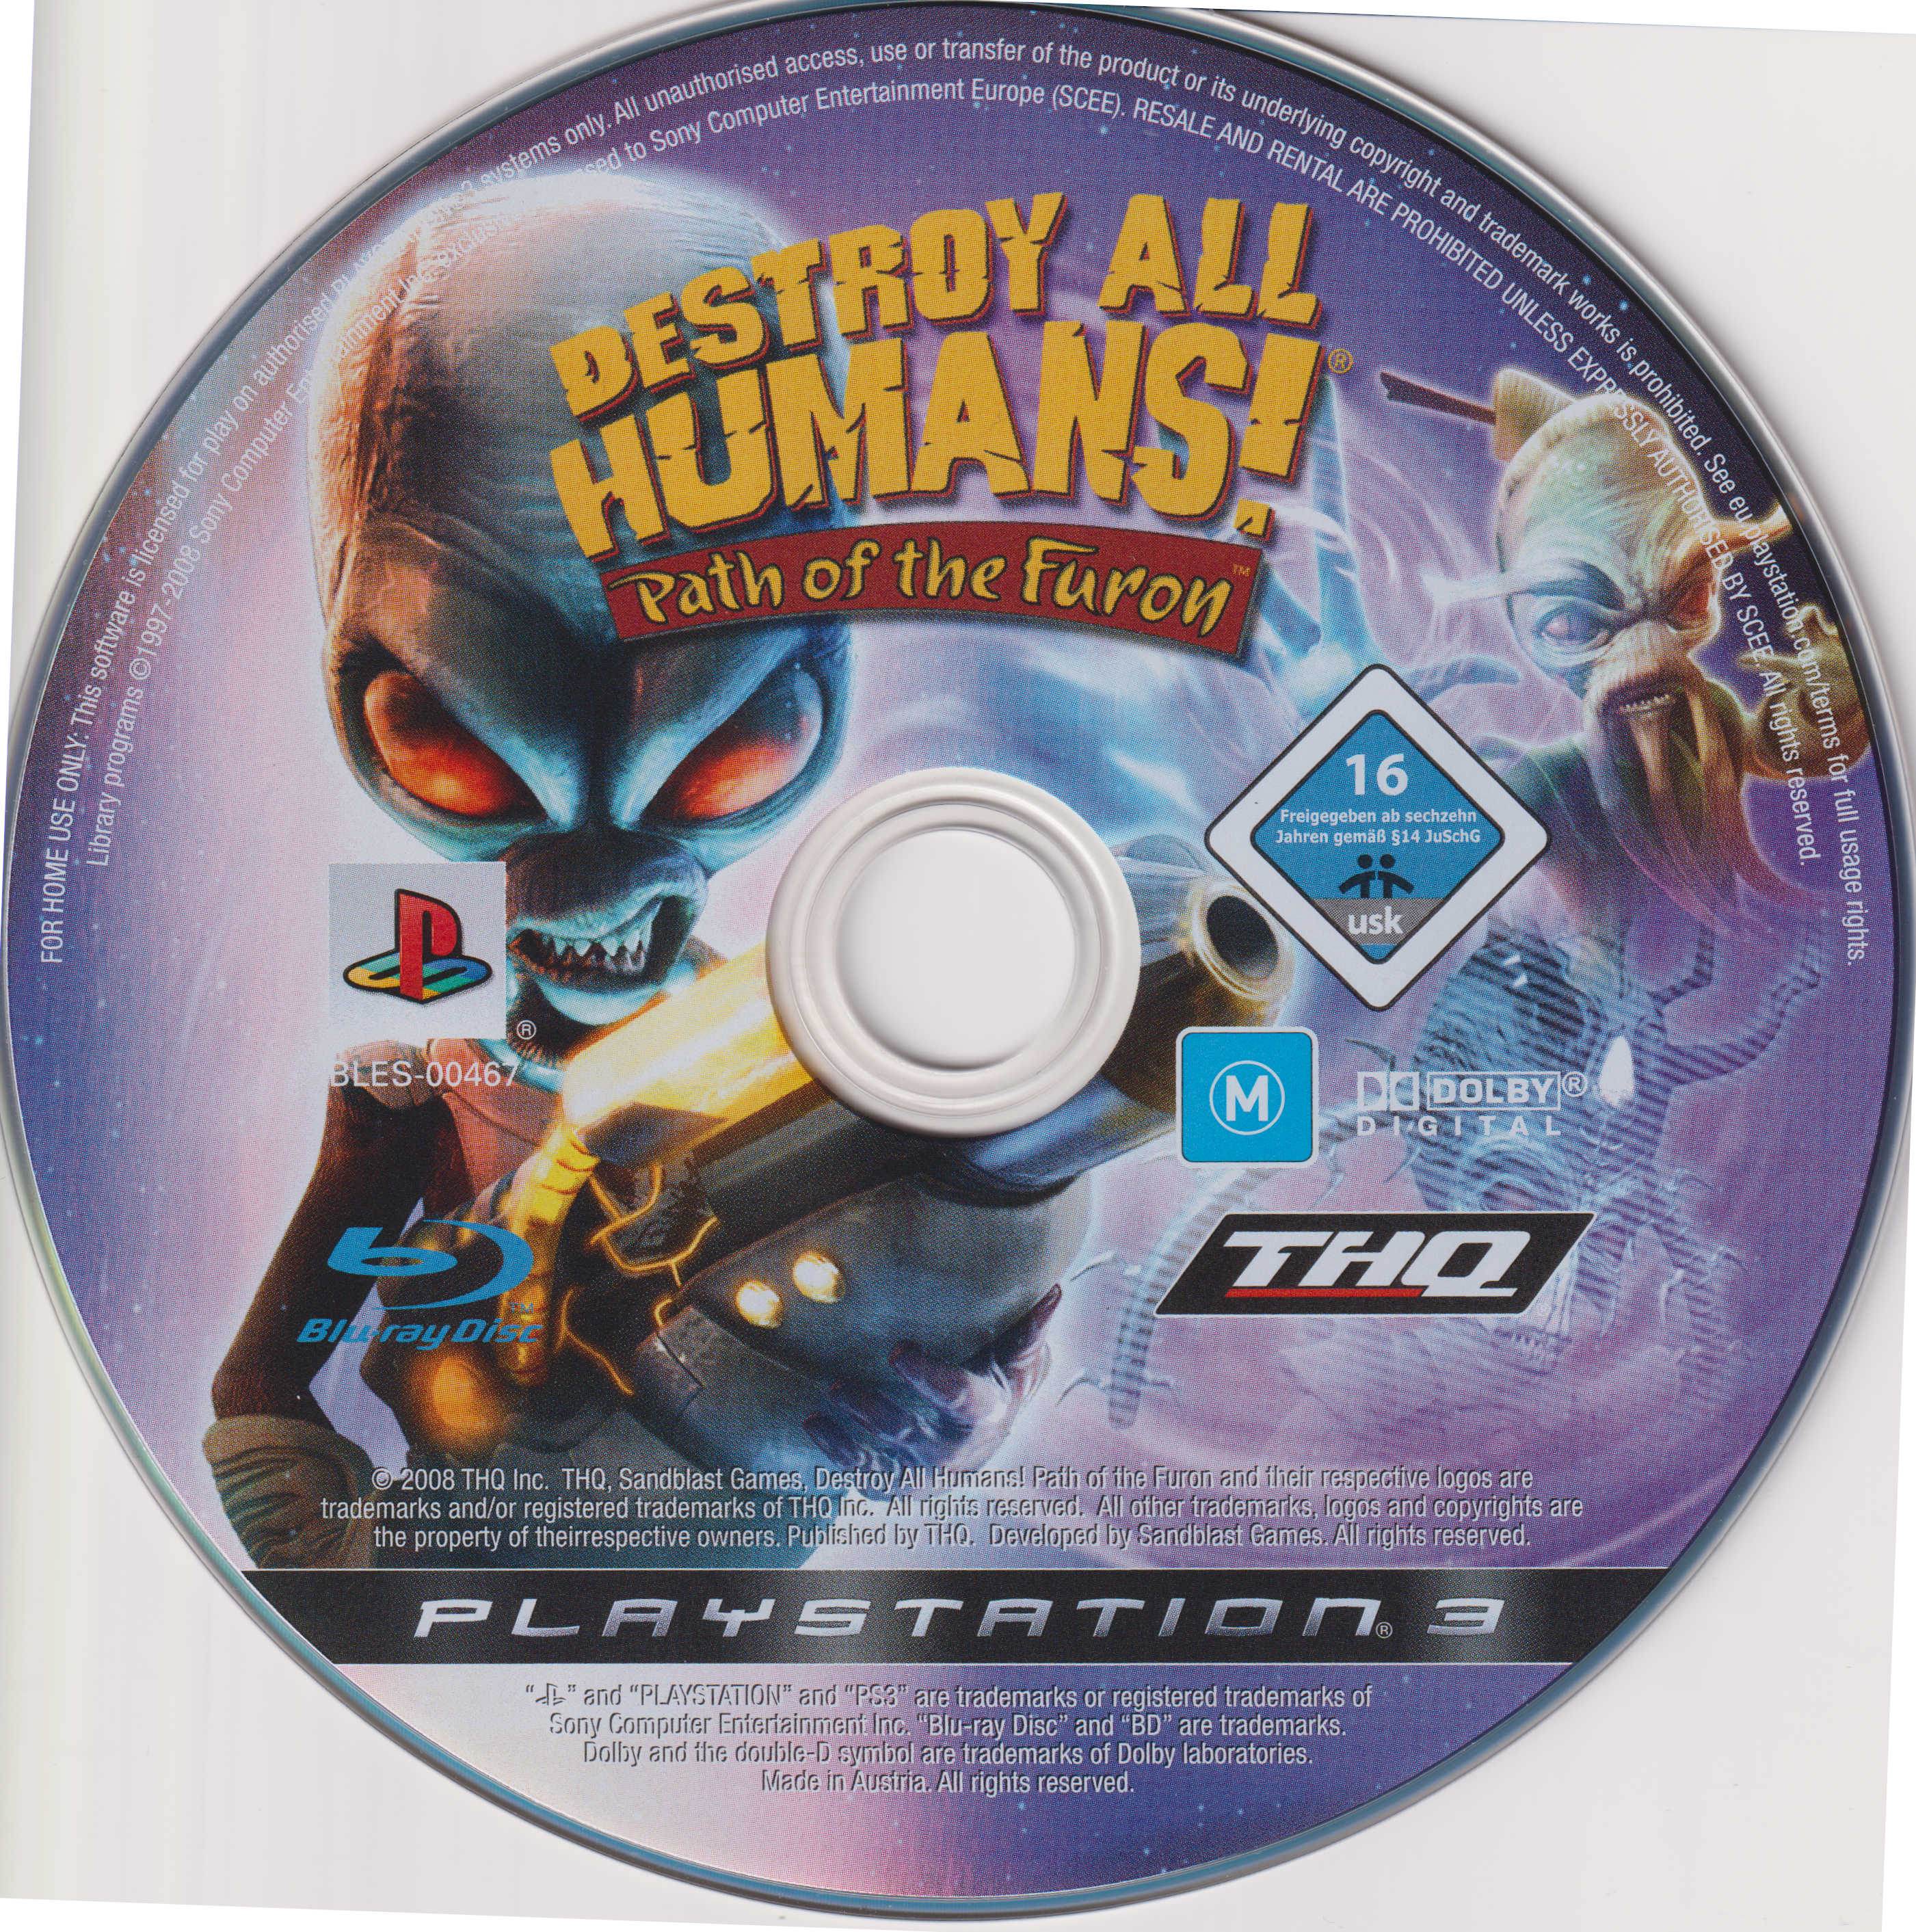 FOR HOME USE ONLY: This software is licensed for play on authorised systems only. All unauthorised access, use or transfer of the product or its underlying copyright and trademark works is prohibited. See eu.playstation.com/terms for full usage rights.
Library programs ©1997-2008 Sony Computer Entertainment Inc. exclusively licensed to Sony Computer Entertainment Europe (SCEE). RESALE AND RENTAL ARE PROHIBITED UNLESS EXPRESSLY AUTHORISED BY SCEE. All rights reserved.
DESTROY ALL
HUMANS!®
Path of the Furon™
16
Freigegeben ab sechzehn
Jahren gemäß §14 JuSchG
usk
®
BLES-00467
M
DOLBY®
DIGITAL
Blu-ray Disc™
THQ
© 2008 THQ Inc. THQ, Sandblast Games, Destroy All Humans! Path of the Furon and their respective logos are
trademarks and/or registered trademarks of THQ Inc. All rights reserved. All other trademarks, logos and copyrights are
the property of theirrespective owners. Published by THQ. Developed by Sandblast Games. All rights reserved.
PLAYSTATION®3
“ ” and “PLAYSTATION” and “PS3” are trademarks or registered trademarks of
Sony Computer Entertainment Inc. “Blu-ray Disc” and “BD” are trademarks.
Dolby and the double-D symbol are trademarks of Dolby laboratories.
Made in Austria. All rights reserved.